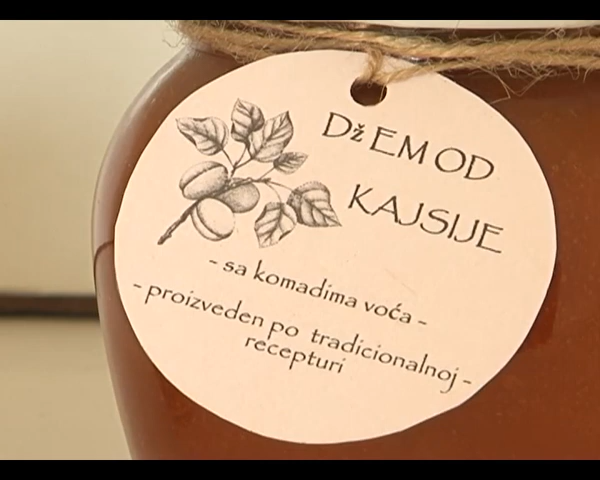 DžEM OD
KAJSIJE
- sa komadima voća -
- proizveden po tradicionalnoj -
recepturi